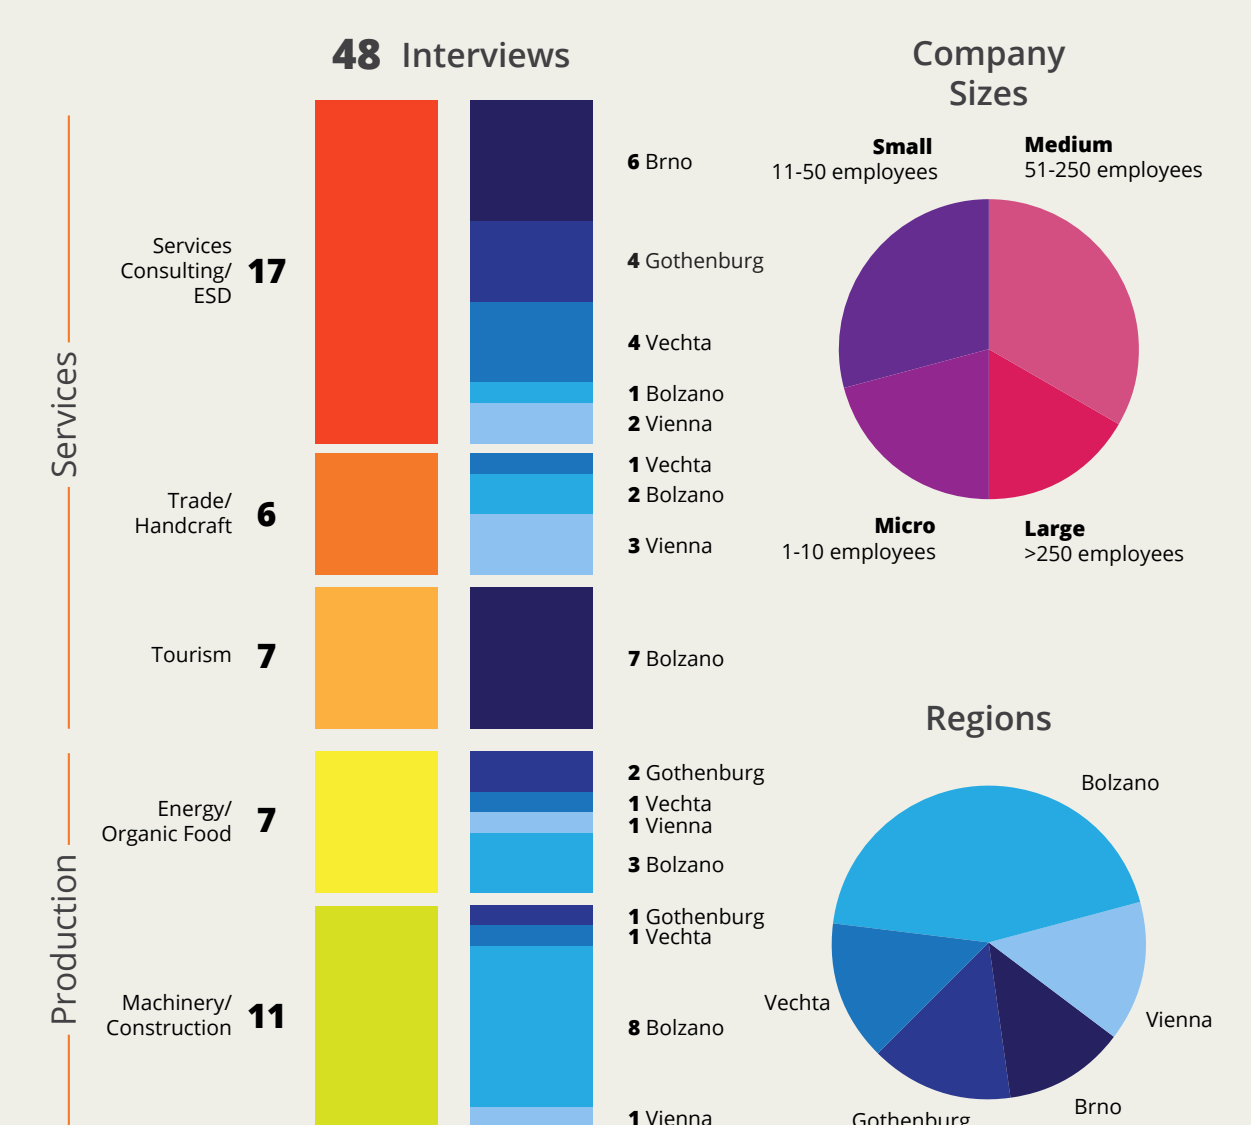 48 Interviews
Services
Services
Consulting/
ESD
17
6 Brno
4 Gothenburg
4 Vechta
1 Bolzano
2 Vienna
Trade/
Handcraft
6
1 Vechta
2 Bolzano
3 Vienna
Tourism
7
7 Bolzano
Production
Energy/
Organic Food
7
2 Gothenburg
1 Vechta
1 Vienna
3 Bolzano
Machinery/
Construction
11
1 Gothenburg
1 Vechta
8 Bolzano
1 Vienna
Company
Sizes
Small
11-50 employees
Medium
51-250 employees
Micro
1-10 employees
Large
>250 employees
Regions
Bolzano
Vechta
Vienna
Brno
Gothenburg